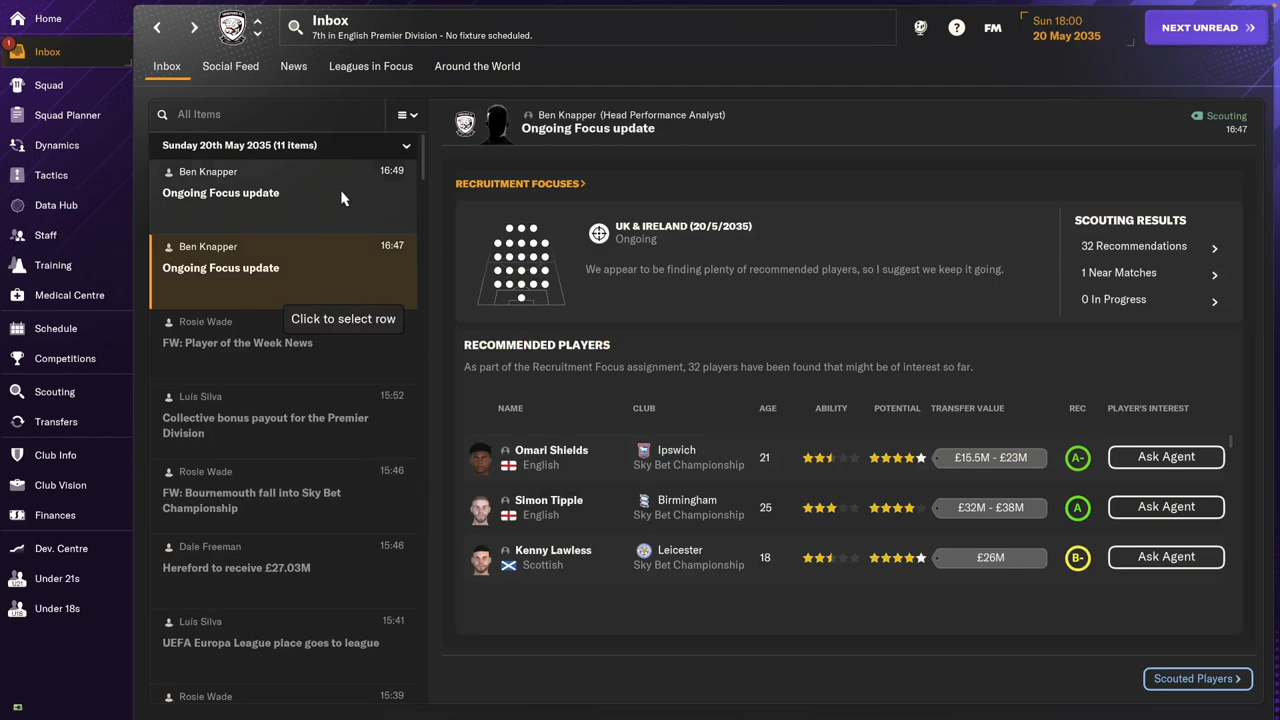 Home
1
Inbox
Squad
Squad Planner
Dynamics
Tactics
Data Hub
Staff
Training
Medical Centre
Schedule
Competitions
Scouting
Transfers
Club Info
Club Vision
Finances
Dev. Centre
U21
Under 21s
U18
Under 18s
Inbox
7th in English Premier Division - No fixture scheduled.
?
FM
Sun 18:00
20 May 2035
NEXT UNREAD
Inbox
Social Feed
News
Leagues in Focus
Around the World
All Items
Sunday 20th May 2035 (11 items)
Ben Knapper 16:49
Ongoing Focus update
Ben Knapper 16:47
Ongoing Focus update
Click to select row
Rosie Wade
FW: Player of the Week News
Luís Silva 15:52
Collective bonus payout for the Premier
Division
Rosie Wade 15:46
FW: Bournemouth fall into Sky Bet
Championship
Dale Freeman 15:46
Hereford to receive £27.03M
Luís Silva 15:41
UEFA Europa League place goes to league
Rosie Wade 15:39
Ben Knapper (Head Performance Analyst)
Ongoing Focus update
Scouting
16:47
RECRUITMENT FOCUSES >
UK & IRELAND (20/5/2035)
Ongoing
We appear to be finding plenty of recommended players, so I suggest we keep it going.
SCOUTING RESULTS
32 Recommendations
1 Near Matches
0 In Progress
RECOMMENDED PLAYERS
As part of the Recruitment Focus assignment, 32 players have been found that might be of interest so far.
NAME CLUB AGE ABILITY POTENTIAL TRANSFER VALUE REC PLAYER'S INTEREST
Omari Shields Ipswich 21 £15.5M - £23M A- Ask Agent
English Sky Bet Championship
Simon Tipple Birmingham 25 £32M - £38M A Ask Agent
English Sky Bet Championship
Kenny Lawless Leicester 18 £26M B- Ask Agent
Scottish Sky Bet Championship
Scouted Players >